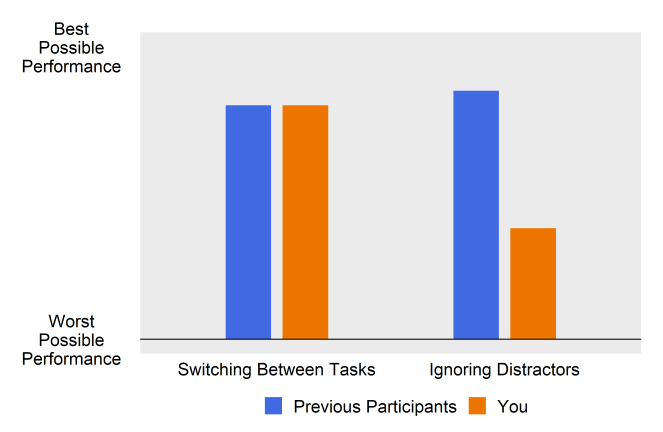 Best
Possible
Performance
Worst
Possible
Performance
Switching Between Tasks
Ignoring Distractors
Previous Participants
You